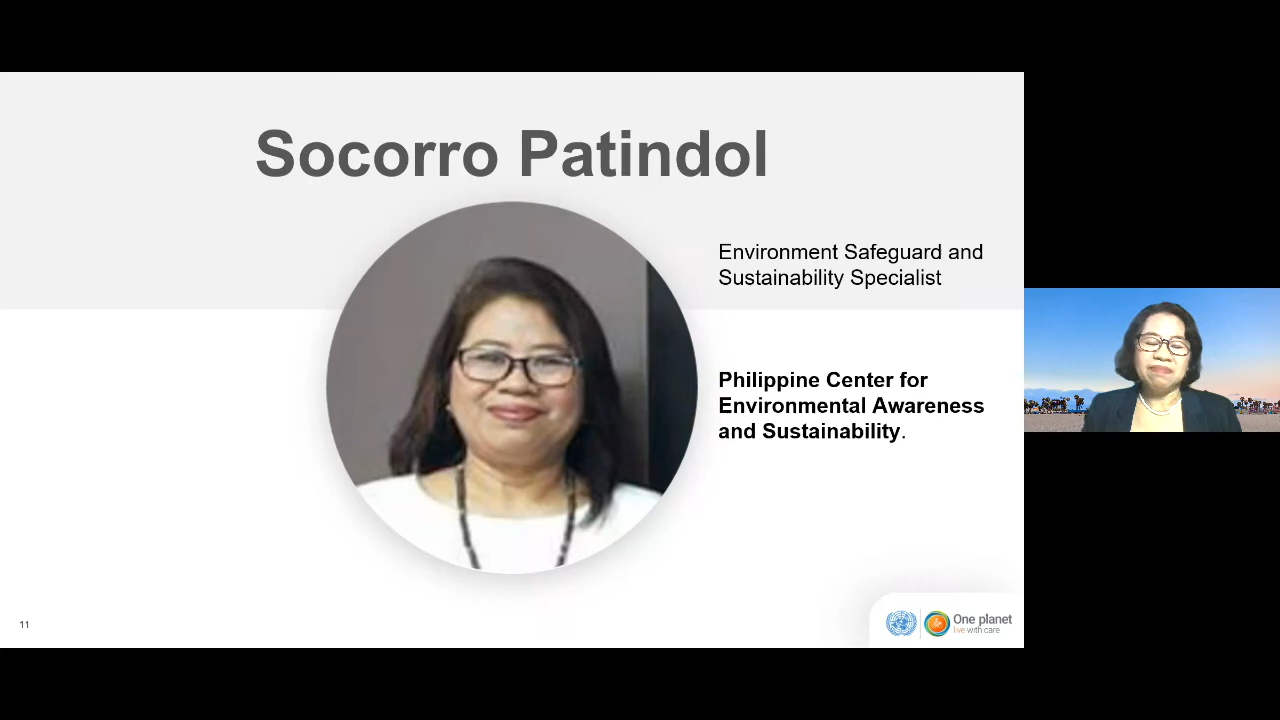 Socorro Patindol
Environment Safeguard and
Sustainability Specialist
Philippine Center for
Environmental Awareness
and Sustainability.
11
One planet
live with care